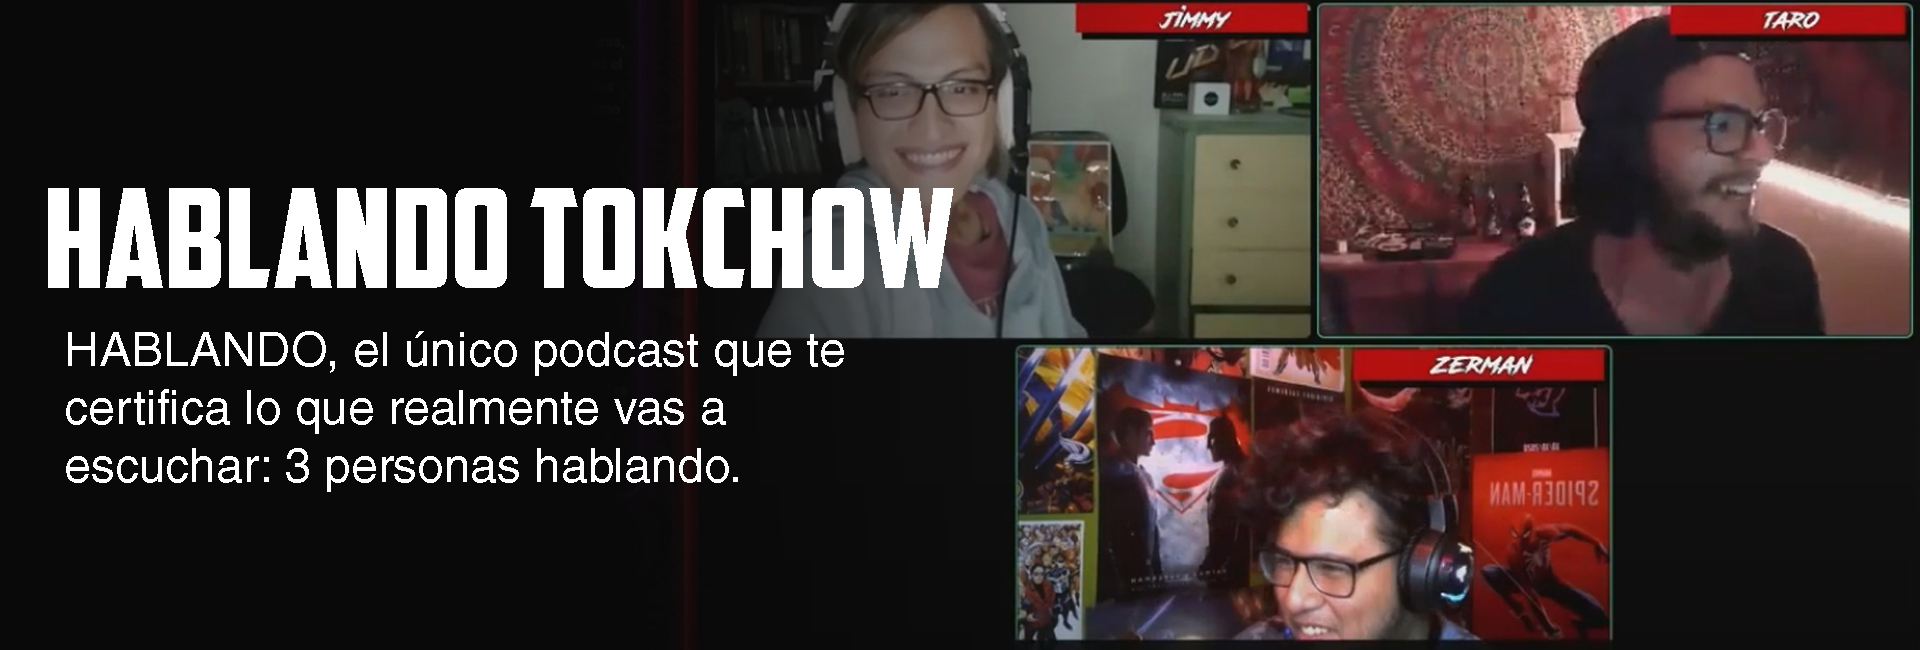 JIMMY
TARO
HABLANDO TOKCHOW
HABLANDO, el único podcast que te
certifica lo que realmente vas a
escuchar: 3 personas hablando.
ZERMAN
SPIDER-MAN